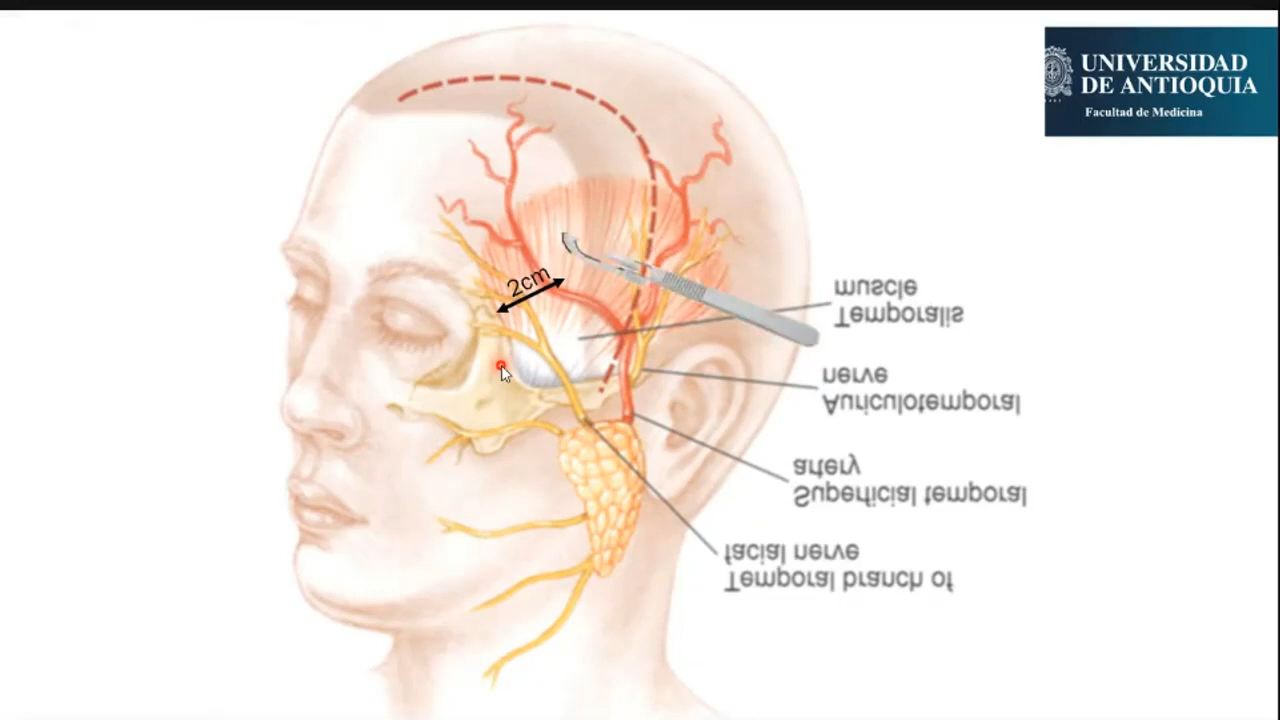 UNIVERSIDAD
DE ANTIOQUIA
Facultad de Medicina
2cm
Temporalis
muscle
Auriculotemporal
nerve
Superficial temporal
artery
Temporal branch of
facial nerve